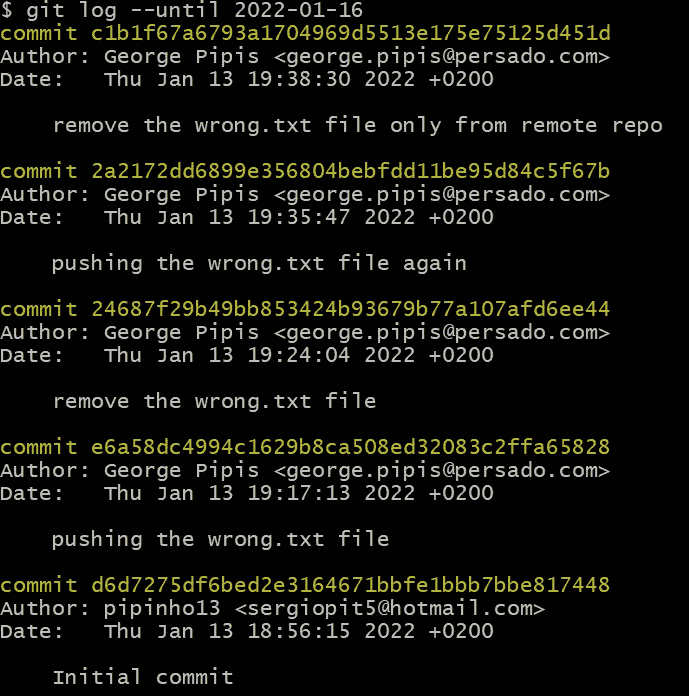 $ git log --until 2022-01-16
commit c1b1f67a6793a1704969d5513e175e75125d451d
Author: George Pipis <george.pipis@persado.com>
Date:   Thu Jan 13 19:38:30 2022 +0200
remove the wrong.txt file only from remote repo
commit 2a2172dd6899e356804bebfdd11be95d84c5f67b
Author: George Pipis <george.pipis@persado.com>
Date:   Thu Jan 13 19:35:47 2022 +0200
pushing the wrong.txt file again
commit 24687f29b49bb853424b93679b77a107afd6ee44
Author: George Pipis <george.pipis@persado.com>
Date:   Thu Jan 13 19:24:04 2022 +0200
remove the wrong.txt file
commit e6a58dc4994c1629b8ca508ed32083c2ffa65828
Author: George Pipis <george.pipis@persado.com>
Date:   Thu Jan 13 19:17:13 2022 +0200
pushing the wrong.txt file
commit d6d7275df6bed2e3164671bbfe1bbb7bbe817448
Author: pipinho13 <sergiopit5@hotmail.com>
Date:   Thu Jan 13 18:56:15 2022 +0200
Initial commit